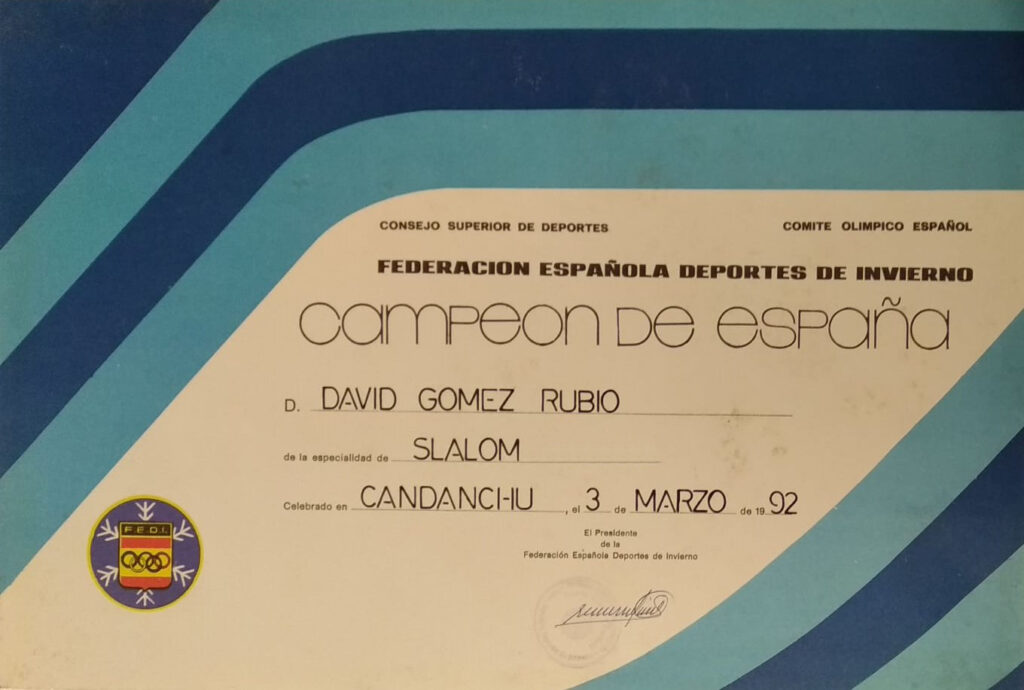 CONSEJO SUPERIOR DE DEPORTES COMITE OLIMPICO ESPAÑOL
FEDERACION ESPAÑOLA DEPORTES DE INVIERNO
CAMPEON DE ESPAÑA
D. DAVID GOMEZ RUBIO
de la especialidad de SLALOM
Celebrado en CANDANCHU, el 3 de MARZO de 1992
El Presidente
de la
Federación Española Deportes de Invierno
F.E.D.I.